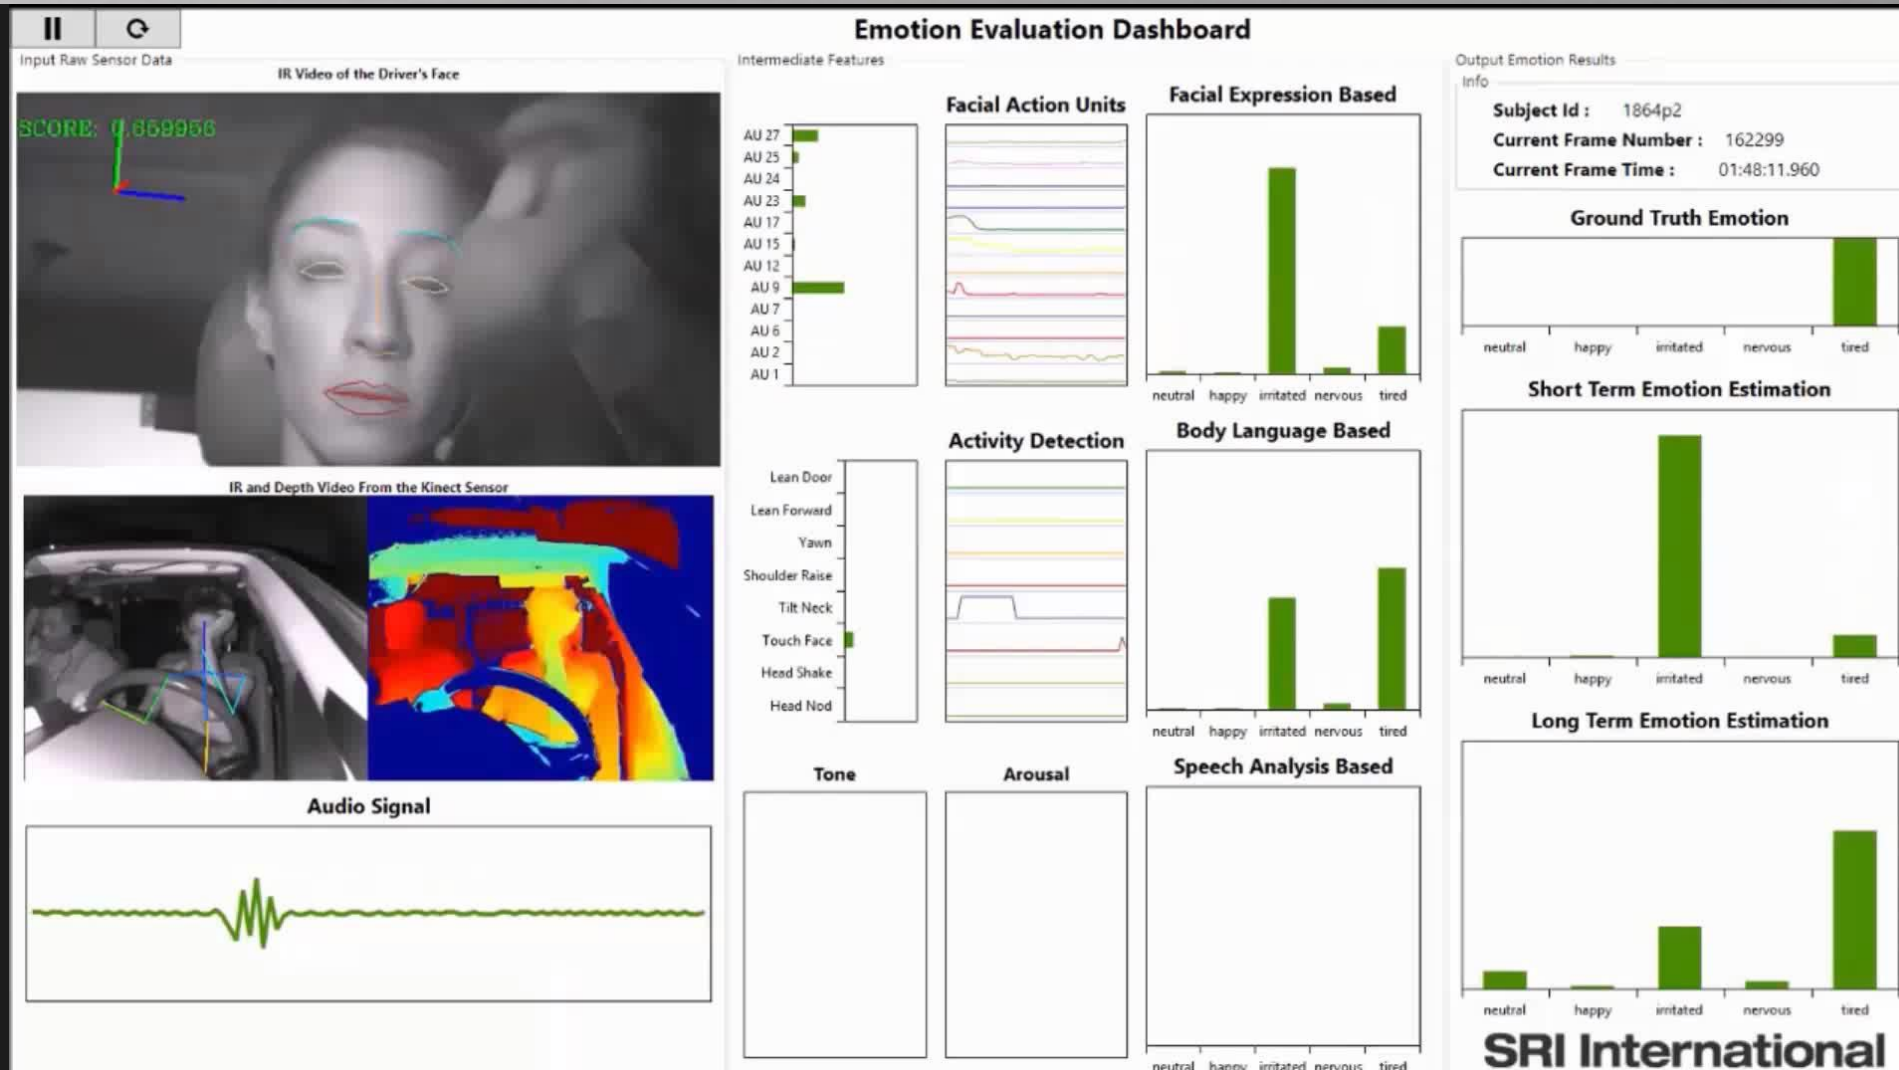 Emotion Evaluation Dashboard
Input Raw Sensor Data
IR Video of the Driver's Face
SCORE: 0.659956
IR and Depth Video From the Kinect Sensor
Audio Signal
Intermediate Features
Facial Action Units
AU 27
AU 25
AU 24
AU 23
AU 17
AU 15
AU 12
AU 9
AU 7
AU 6
AU 2
AU 1
Facial Expression Based
neutral happy irritated nervous tired
Activity Detection
Lean Door
Lean Forward
Yawn
Shoulder Raise
Tilt Neck
Touch Face
Head Shake
Head Nod
Body Language Based
neutral happy irritated nervous tired
Tone
Arousal
Speech Analysis Based
neutral happy irritated nervous tired
Output Emotion Results
Info
Subject Id : 1864p2
Current Frame Number : 162299
Current Frame Time : 01:48:11.960
Ground Truth Emotion
neutral happy irritated nervous tired
Short Term Emotion Estimation
neutral happy irritated nervous tired
Long Term Emotion Estimation
neutral happy irritated nervous tired
SRI International